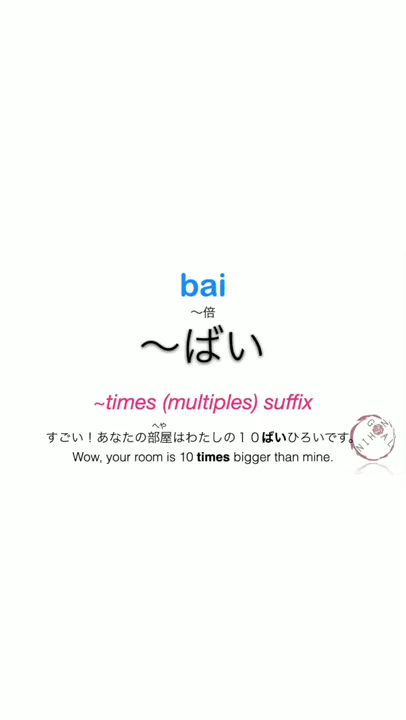 bai
～倍
～ばい
~times (multiples) suffix
へや
すごい！あなたの部屋はわたしの１０ばいひろいです。
Wow, your room is 10 times bigger than mine.
NIHONGOAL